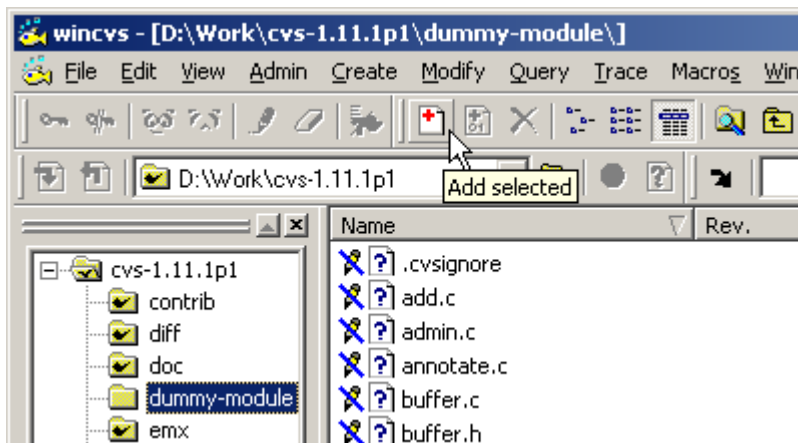 wincvs - [D:\Work\cvs-1.11.1p1\dummy-module\]
File Edit View Admin Create Modify Query Trace Macros Win
D:\Work\cvs-1.11.1p1
Add selected
Name Rev.
cvs-1.11.1p1
contrib
diff
doc
dummy-module
emx
.cvsignore
add.c
admin.c
annotate.c
buffer.c
buffer.h